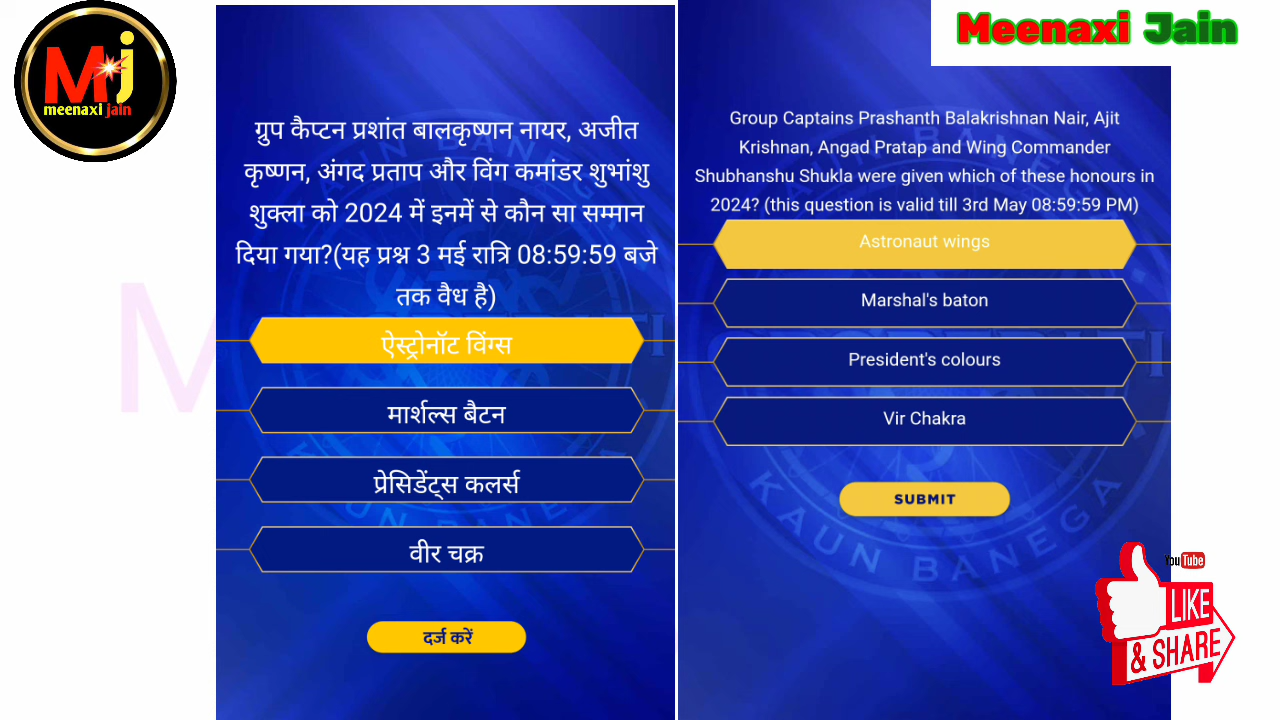 MJ
meenaxi jain
ग्रुप कैप्टन प्रशांत बालकृष्णन नायर, अजीत
कृष्णन, अंगद प्रताप और विंग कमांडर शुभांशु
शुक्ला को 2024 में इनमें से कौन सा सम्मान
दिया गया?(यह प्रश्न 3 मई रात्रि 08:59:59 बजे
तक वैध है)
ऐस्ट्रोनॉट विंग्स
मार्शल्स बैटन
प्रेसिडेंट्स कलर्स
वीर चक्र
दर्ज करें
Meenaxi Jain
Group Captains Prashanth Balakrishnan Nair, Ajit
Krishnan, Angad Pratap and Wing Commander
Shubhanshu Shukla were given which of these honours in
2024? (this question is valid till 3rd May 08:59:59 PM)
Astronaut wings
Marshal's baton
President's colours
Vir Chakra
SUBMIT
KAUN BANEGA
YouTube
LIKE
& SHARE